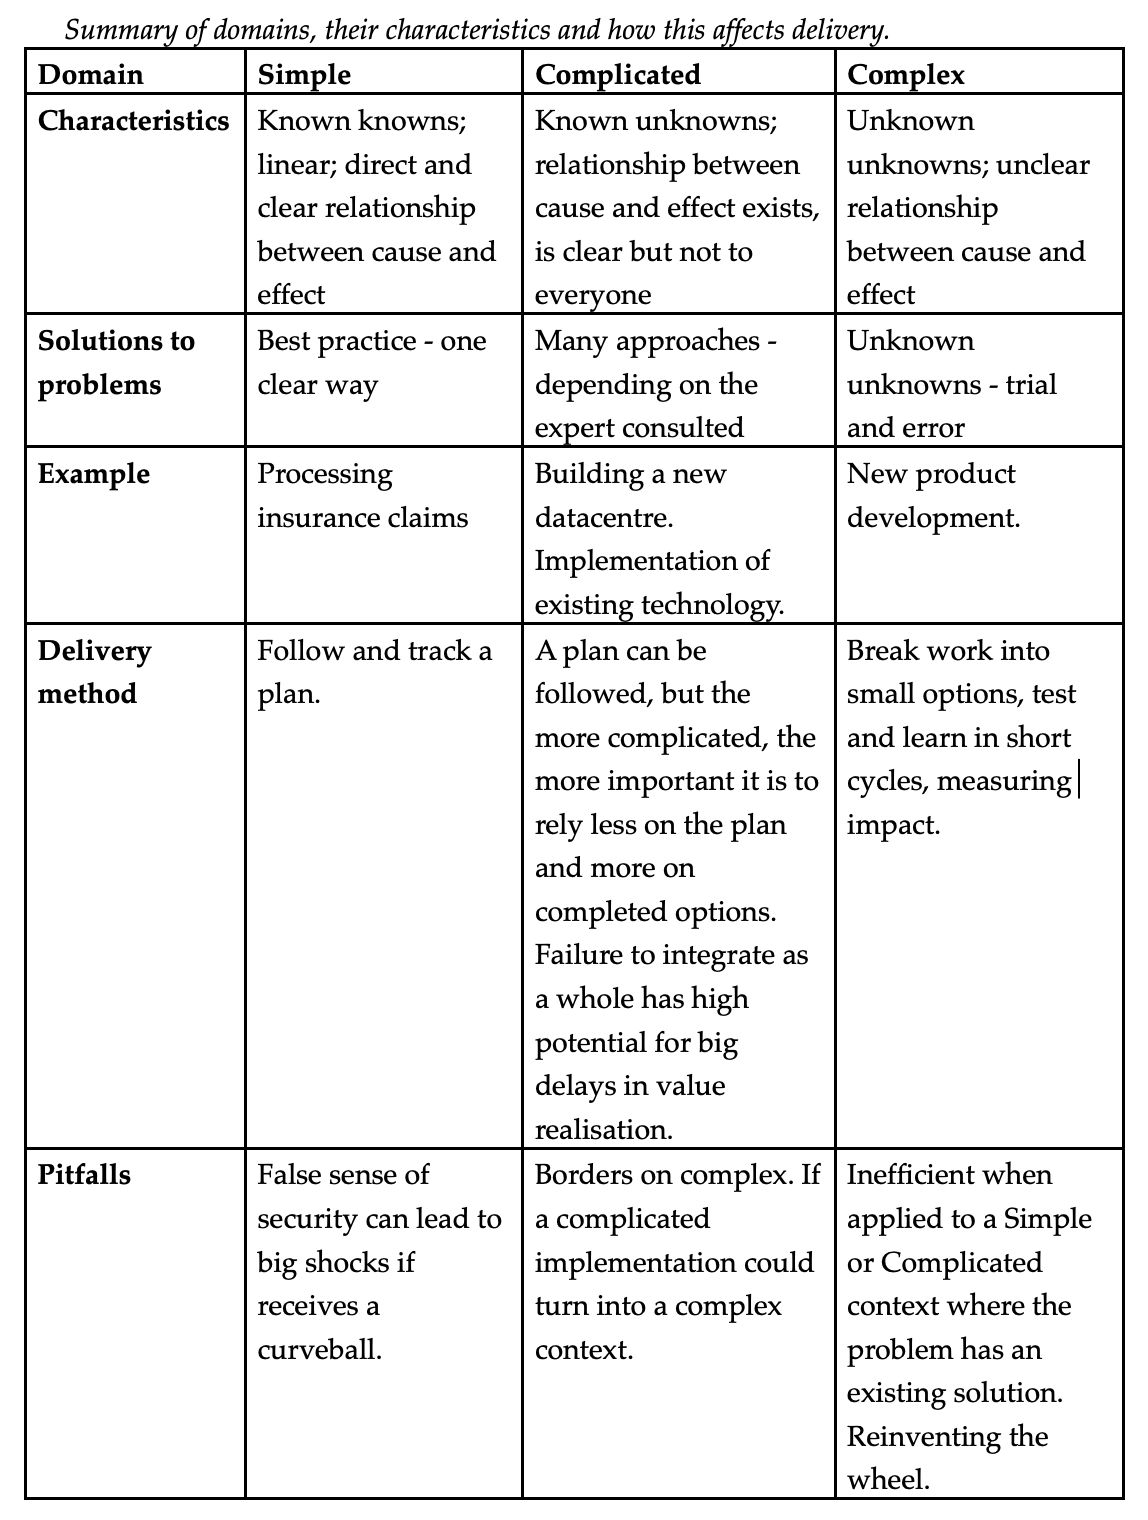 Summary of domains, their characteristics and how this affects delivery.
Domain
Simple
Complicated
Complex
Characteristics
Known knowns;
linear; direct and
clear relationship
between cause and
effect
Known unknowns;
relationship between
cause and effect exists,
is clear but not to
everyone
Unknown
unknowns; unclear
relationship
between cause and
effect
Solutions to
problems
Best practice - one
clear way
Many approaches -
depending on the
expert consulted
Unknown
unknowns - trial
and error
Example
Processing
insurance claims
Building a new
datacentre.
Implementation of
existing technology.
New product
development.
Delivery
method
Follow and track a
plan.
A plan can be
followed, but the
more complicated, the
more important it is to
rely less on the plan
and more on
completed options.
Failure to integrate as
a whole has high
potential for big
delays in value
realisation.
Break work into
small options, test
and learn in short
cycles, measuring
impact.
Pitfalls
False sense of
security can lead to
big shocks if
receives a
curveball.
Borders on complex. If
a complicated
implementation could
turn into a complex
context.
Inefficient when
applied to a Simple
or Complicated
context where the
problem has an
existing solution.
Reinventing the
wheel.